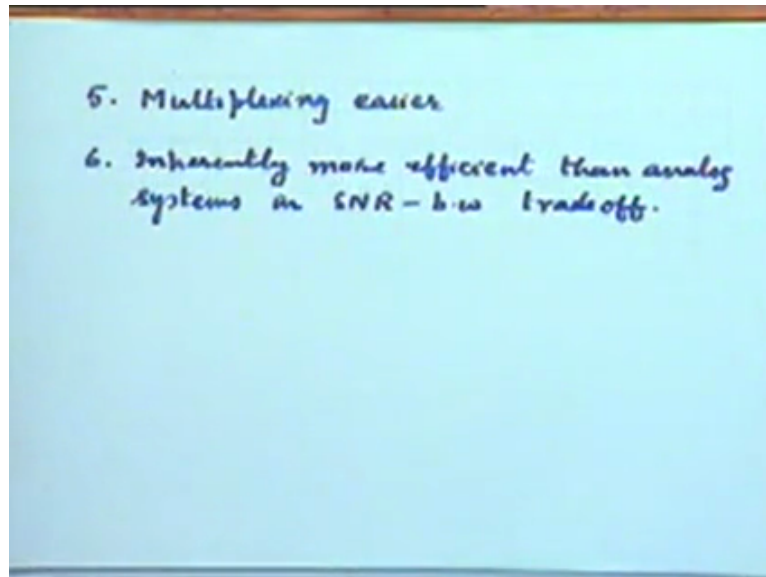 5. Multiplexing easier
6. Inherently more efficient than analog
systems in SNR - b.w tradeoff.